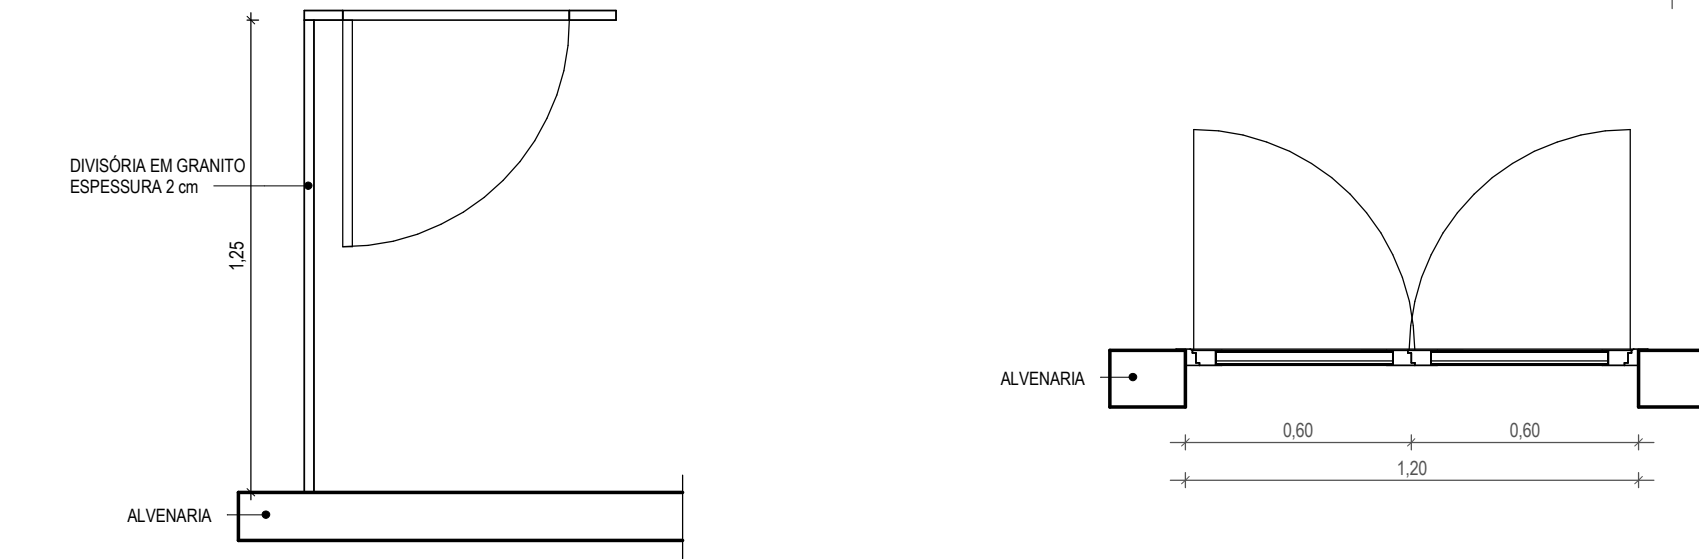 DIVISÓRIA EM GRANITO
ESPESSURA 2 cm
1,25
ALVENARIA
ALVENARIA
0,60
0,60
1,20